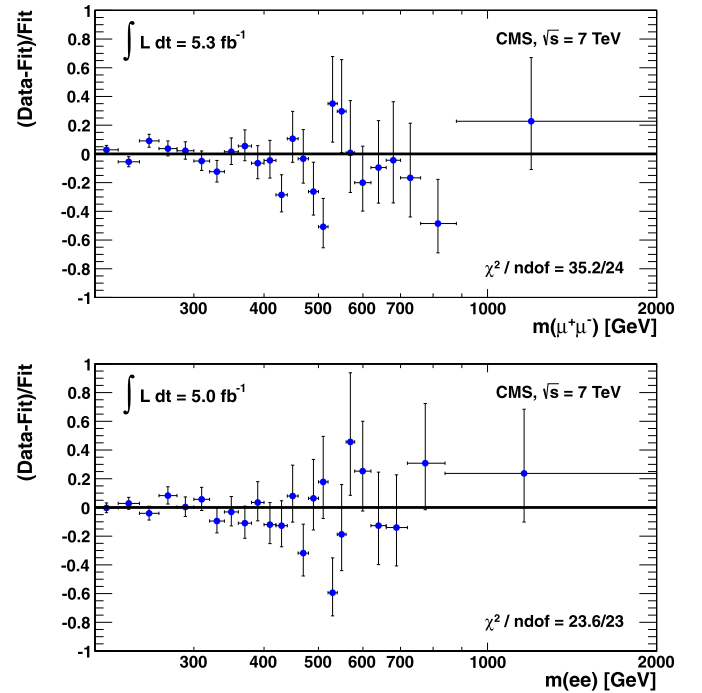 (Data-Fit)/Fit
∫ L dt = 5.3 fb⁻¹
CMS, √s = 7 TeV
1
0.8
0.6
0.4
0.2
0
-0.2
-0.4
-0.6
-0.8
-1
χ² / ndof = 35.2/24
300 400 500 600 700 1000 2000
m(μ⁺μ⁻) [GeV]
(Data-Fit)/Fit
∫ L dt = 5.0 fb⁻¹
CMS, √s = 7 TeV
1
0.8
0.6
0.4
0.2
0
-0.2
-0.4
-0.6
-0.8
-1
χ² / ndof = 23.6/23
300 400 500 600 700 1000 2000
m(ee) [GeV]